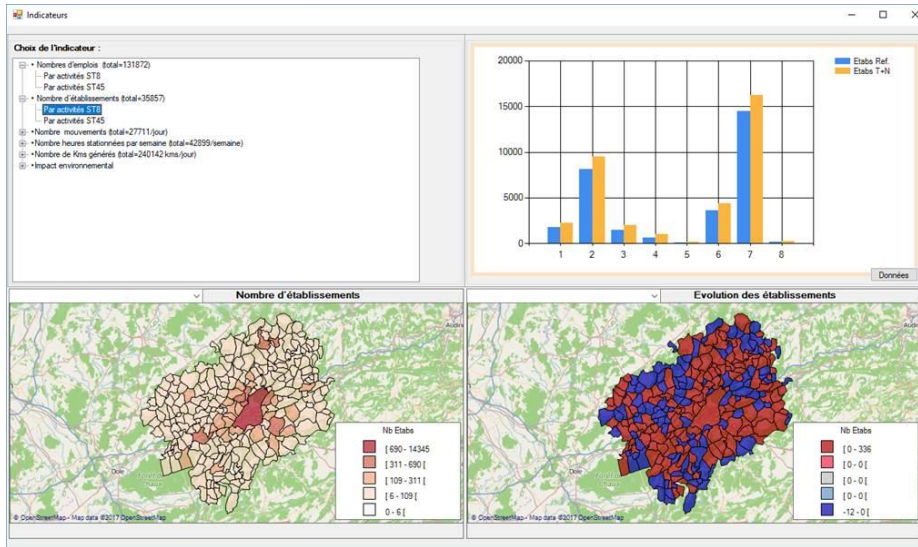 Indicateurs
Choix de l'indicateur :
• Nombres d'emplois (total=131872)
Par activités ST8
Par activités ST45
• Nombre d'établissements (total=35857)
Par activités ST8
Par activités ST45
•Nombre mouvements (total=27711/jour)
•Nombre heures stationnées par semaine (total=42899/semaine)
•Nombre de Kms générés (total=240142 kms/jour)
•Impact environnemental
20000
15000
10000
5000
0
1 2 3 4 5 6 7 8
Etabs Ref.
Etabs T+N
Données
Nombre d'établissements
Dole
Nb Etabs
[ 690 - 14345
[ 311 - 690 [
[ 109 - 311 [
[ 6 - 109 [
0 - 6 [
© OpenStreetMap - Map data ©2017 OpenStreetMap
Evolution des établissements
Dole
Nb Etabs
[ 0 - 336
[ 0 - 0 [
[ 0 - 0 [
[ 0 - 0 [
-12 - 0 [
© OpenStreetMap - Map data ©2017 OpenStreetMap